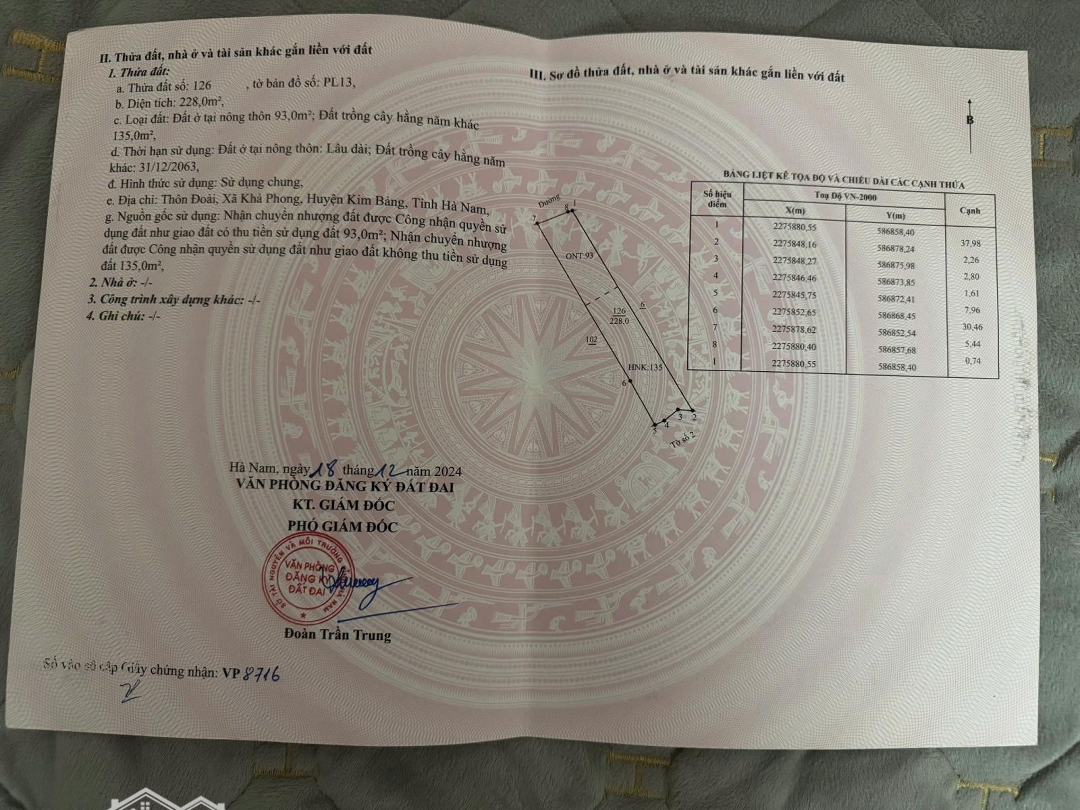 II. Thửa đất, nhà ở và tài sản khác gắn liền với đất
1. Thửa đất:
a. Thửa đất số: 126 , tờ bản đồ số: PL13,
b. Diện tích: 228,0m²,
c. Loại đất: Đất ở tại nông thôn 93,0m²; Đất trồng cây hằng năm khác
135,0m²,
d. Thời hạn sử dụng: Đất ở tại nông thôn: Lâu dài; Đất trồng cây hằng năm
khác: 31/12/2063,
đ. Hình thức sử dụng: Sử dụng chung,
e. Địa chỉ: Thôn Đoài, Xã Khả Phong, Huyện Kim Bảng, Tỉnh Hà Nam,
g. Nguồn gốc sử dụng: Nhận chuyển nhượng đất được Công nhận quyền sử
dụng đất như giao đất có thu tiền sử dụng đất 93,0m²; Nhận chuyển nhượng
đất được Công nhận quyền sử dụng đất như giao đất không thu tiền sử dụng
đất 135,0m²,
2. Nhà ở: -/-
3. Công trình xây dựng khác: -/-
4. Ghi chú: -/-
Hà Nam, ngày 18 tháng 12 năm 2024
VĂN PHÒNG ĐĂNG KÝ ĐẤT ĐAI
KT. GIÁM ĐỐC
PHÓ GIÁM ĐỐC
VĂN PHÒNG
ĐĂNG KÝ
ĐẤT ĐAI
Đoàn Trần Trung
Số vào sổ cấp Giấy chứng nhận: VP 8716
III. Sơ đồ thửa đất, nhà ở và tài sản khác gắn liền với đất
B
Đường
7 8 1
ONT:93
6
126
228.0
102
HNK:135
6
5 4 3 2
Tờ số 2
BẢNG LIỆT KÊ TỌA ĐỘ VÀ CHIỀU DÀI CÁC CẠNH THỬA
Số hiệu điểm Toạ Độ VN-2000 Cạnh
X(m) Y(m)
1 2275880,55 586858,40
37,98
2 2275848,16 586878,24
2,26
3 2275848,27 586875,98
2,80
4 2275846,46 586873,85
1,61
5 2275845,75 586872,41
7,96
6 2275852,65 586868,45
30,46
7 2275878,62 586852,54
5,44
8 2275880,40 586857,68
0,74
1 2275880,55 586858,40